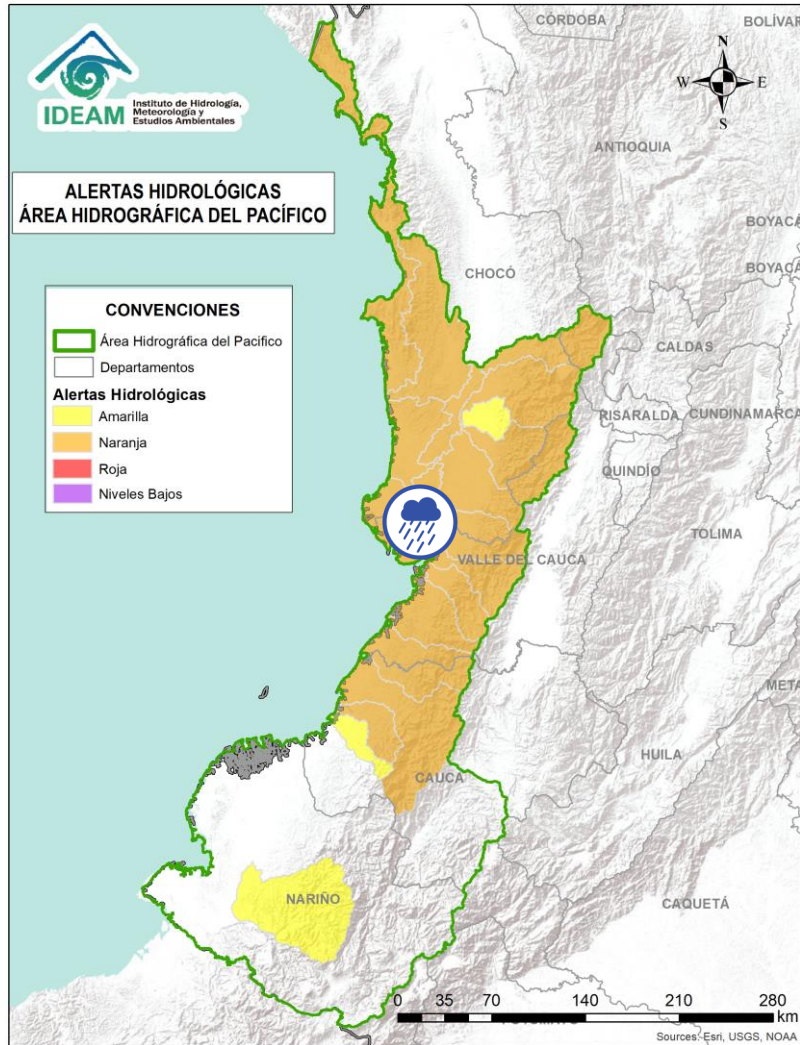 CÓRDOBA
BOLÍVAR
N
W
E
S
IDEAM
Instituto de Hidrología,
Meteorología y
Estudios Ambientales
ANTIOQUIA
ALERTAS HIDROLÓGICAS
ÁREA HIDROGRÁFICA DEL PACÍFICO
BOYACÁ
BOYACÁ
CHOCÓ
CONVENCIONES
Área Hidrográfica del Pacifico
Departamentos
Alertas Hidrológicas
Amarilla
Naranja
Roja
Niveles Bajos
CALDAS
RISARALDA
CUNDINAMARCA
QUINDÍO
TOLIMA
VALLE DEL CAUCA
META
HUILA
CAUCA
NARIÑO
CAQUETÁ
0 35 70 140 210 280
km
Sources: Esri, USGS, NOAA